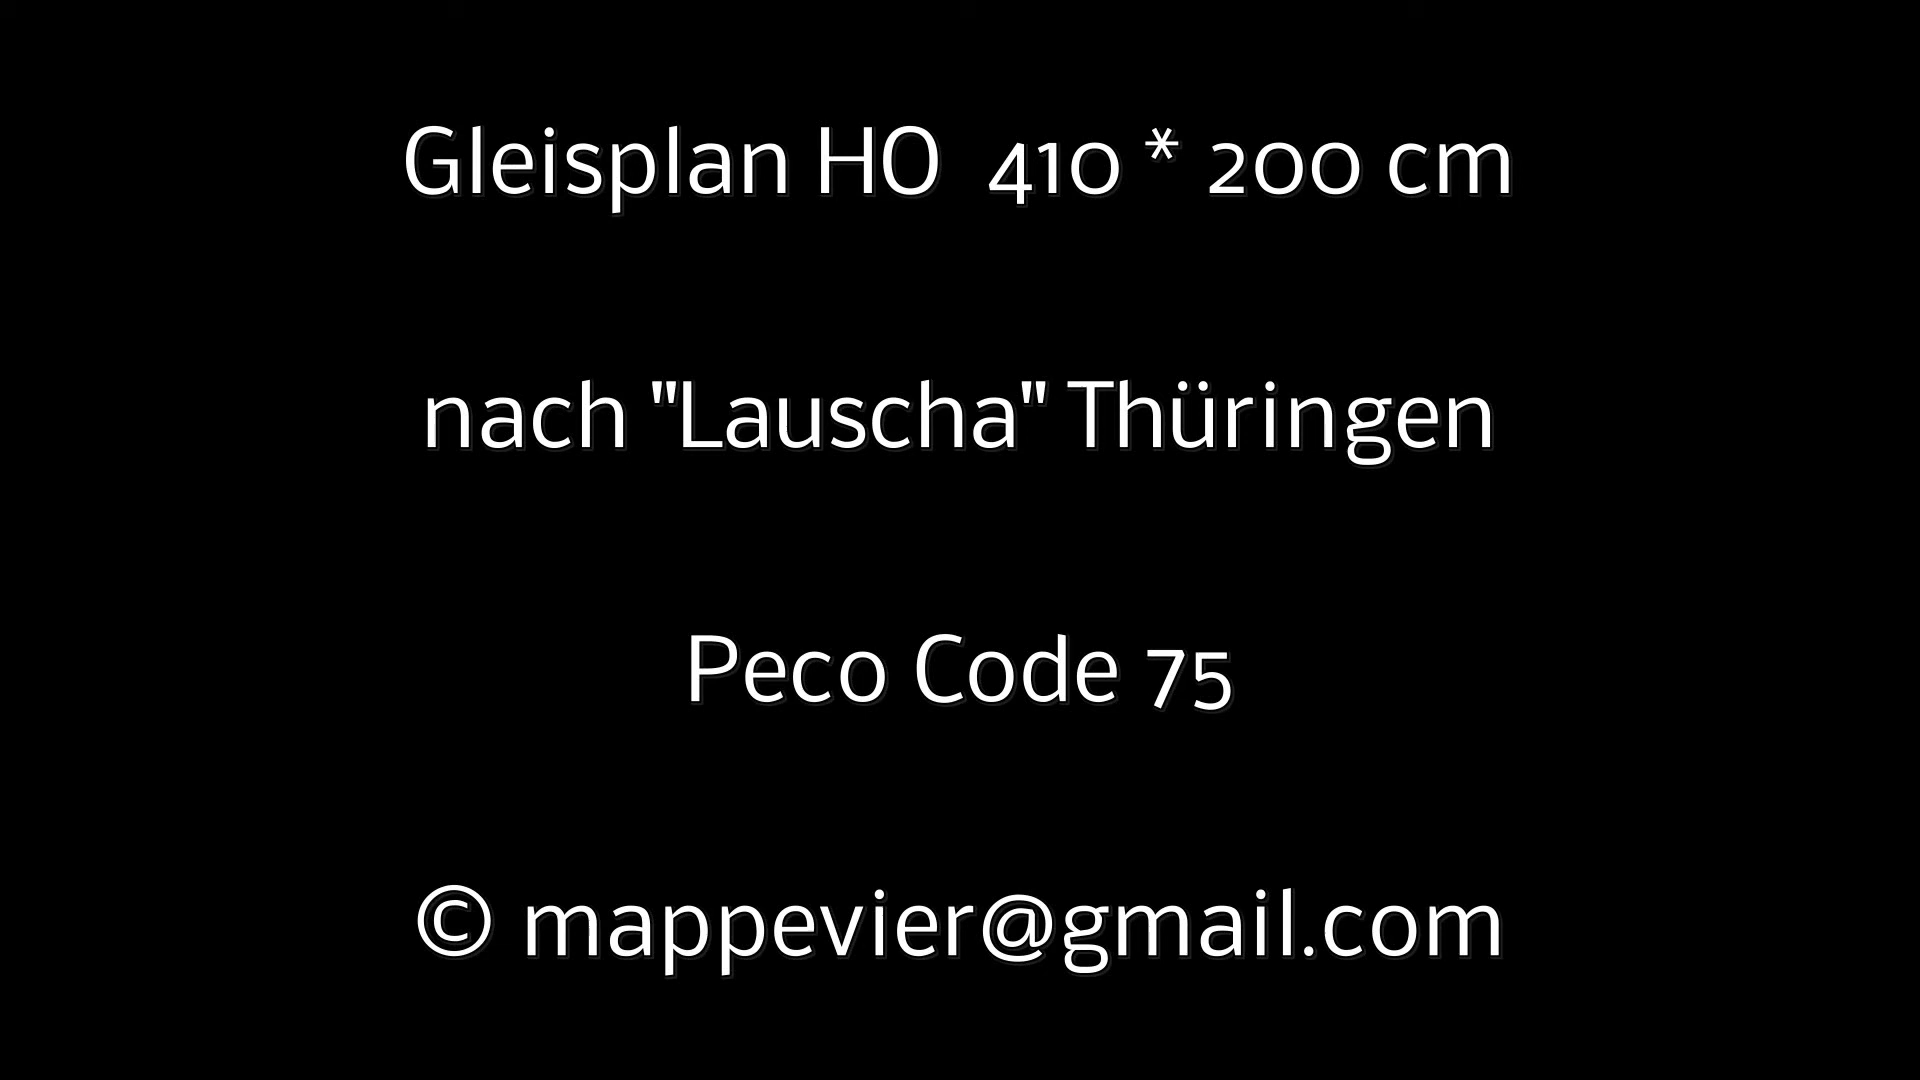 Gleisplan HO  410 * 200 cm
nach "Lauscha" Thüringen
Peco Code 75
© mappevier@gmail.com